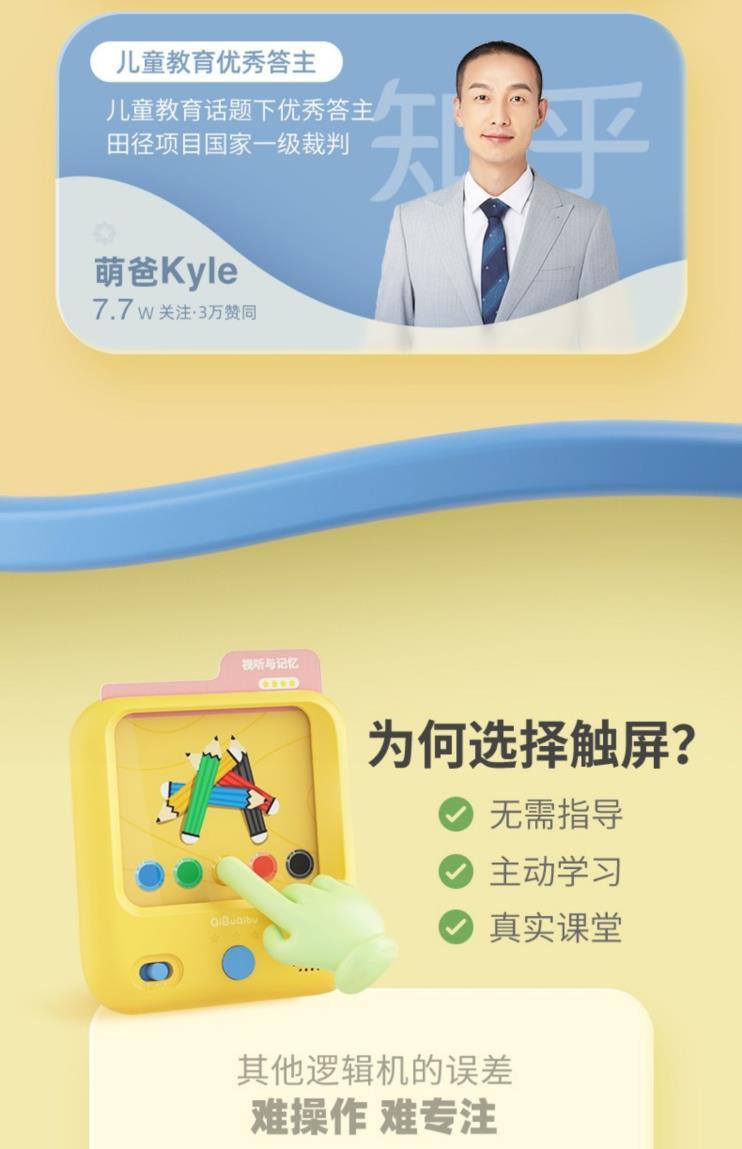 儿童教育优秀答主
儿童教育话题下优秀答主
田径项目国家一级裁判
知乎
萌爸Kyle
7.7W 关注·3万赞同
视听与记忆
为何选择触屏?
无需指导
主动学习
真实课堂
QiBuQibu
其他逻辑机的误差
难操作 难专注